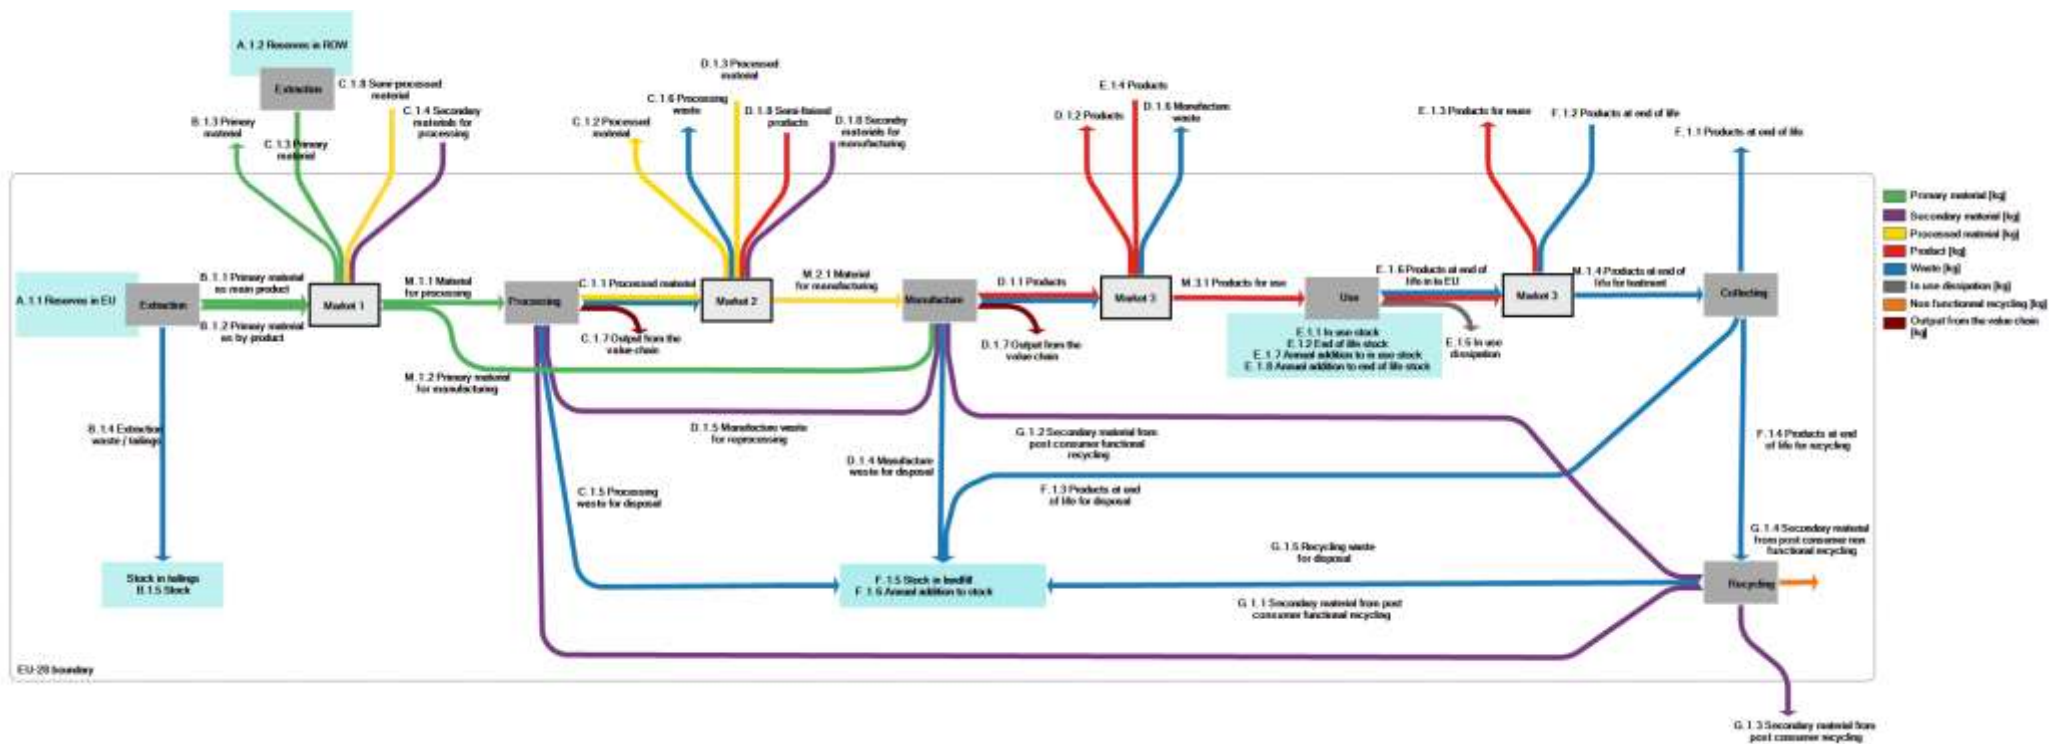 A.1.2 Reserves in ROW
Extraction
C.1.8 Semi-processed
material
C.1.4 Secondary
materials for
processing
B.1.3 Primary
material
C.1.3 Primary
material
D.1.3 Processed
material
C.1.6 Processing
waste
C.1.2 Processed
material
D.1.8 Semi-finised
products
D.1.8 Secondry
materials for
manufacturing
E.1.4 Products
D.1.2 Products
D.1.6 Manufacture
waste
E.1.3 Products for reuse
F.1.2 Products at end of life
F.1.1 Products at end of life
Primary material [kg]
Secondary material [kg]
Processed material [kg]
Product [kg]
Waste [kg]
In use dissipation [kg]
Non functional recycling [kg]
Output from the value chain
[kg]
A.1.1 Reserves in EU
Extraction
B.1.1 Primary material
as main product
B.1.2 Primary material
as by-product
Market 1
M.1.1 Material
for processing
Processing
C.1.1 Processed material
C.1.7 Output from the
value chain
Market 2
M.2.1 Material
for manufacturing
Manufacture
D.1.1 Products
D.1.7 Output from the
value chain
Market 3
M.3.1 Products for use
Use
E.1.6 Products at end of
life in to EU
E.1.5 In use
dissipation
Market 3
M.1.4 Products at end of
life for teatment
Collecting
E.1.1 In use stock
E.1.2 End of life stock
E.1.7 Annual addition to in use stock
E.1.8 Annual addition to end of life stock
M.1.2 Primary material
for manufacturing
B.1.4 Extraction
waste / tailings
D.1.5 Manufacture waste
for reprocessing
G.1.2 Secondary material from
post consumer functional
recycling
F.1.4 Products at end
of life for recycling
D.1.4 Manufacture
waste for disposal
C.1.5 Processing
waste for disposal
F.1.3 Products at end
of life for disposal
G.1.4 Secondary material
from post consumer non
functional recycling
G.1.5 Recycling waste
for disposal
Stock in tailings
B.1.5 Stock
F.1.5 Stock in landfill
F.1.6 Annual addition to stock
Recycling
G.1.1 Secondary material from post
consumer functional recycling
EU-28 boundary
G.1.3 Secondary material from
post consumer recycling